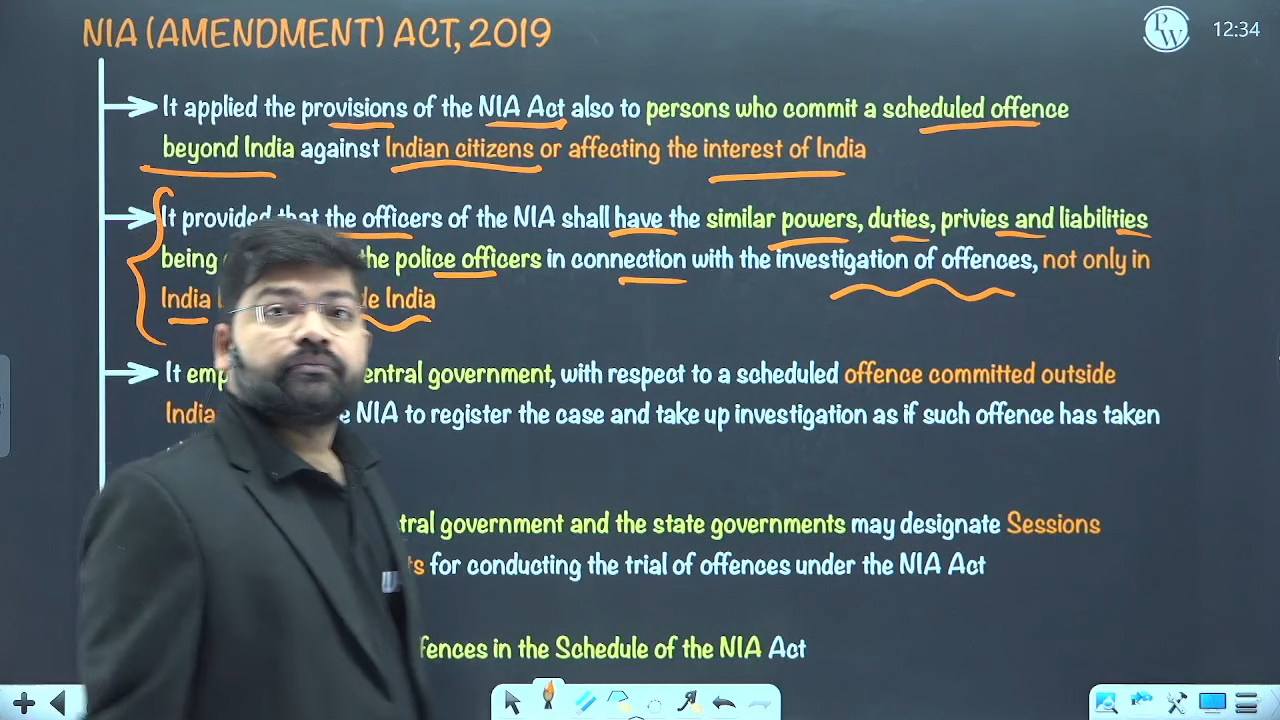 NIA (AMENDMENT) ACT, 2019
PW
12:34
It applied the provisions of the NIA Act also to persons who commit a scheduled offence
beyond India against Indian citizens or affecting the interest of India
It provided that the officers of the NIA shall have the similar powers, duties, privies and liabilities
being the police officers in connection with the investigation of offences, not only in
India India
It central government, with respect to a scheduled offence committed outside
India NIA to register the case and take up investigation as if such offence has taken
government and the state governments may designate Sessions
for conducting the trial of offences under the NIA Act
in the Schedule of the NIA Act